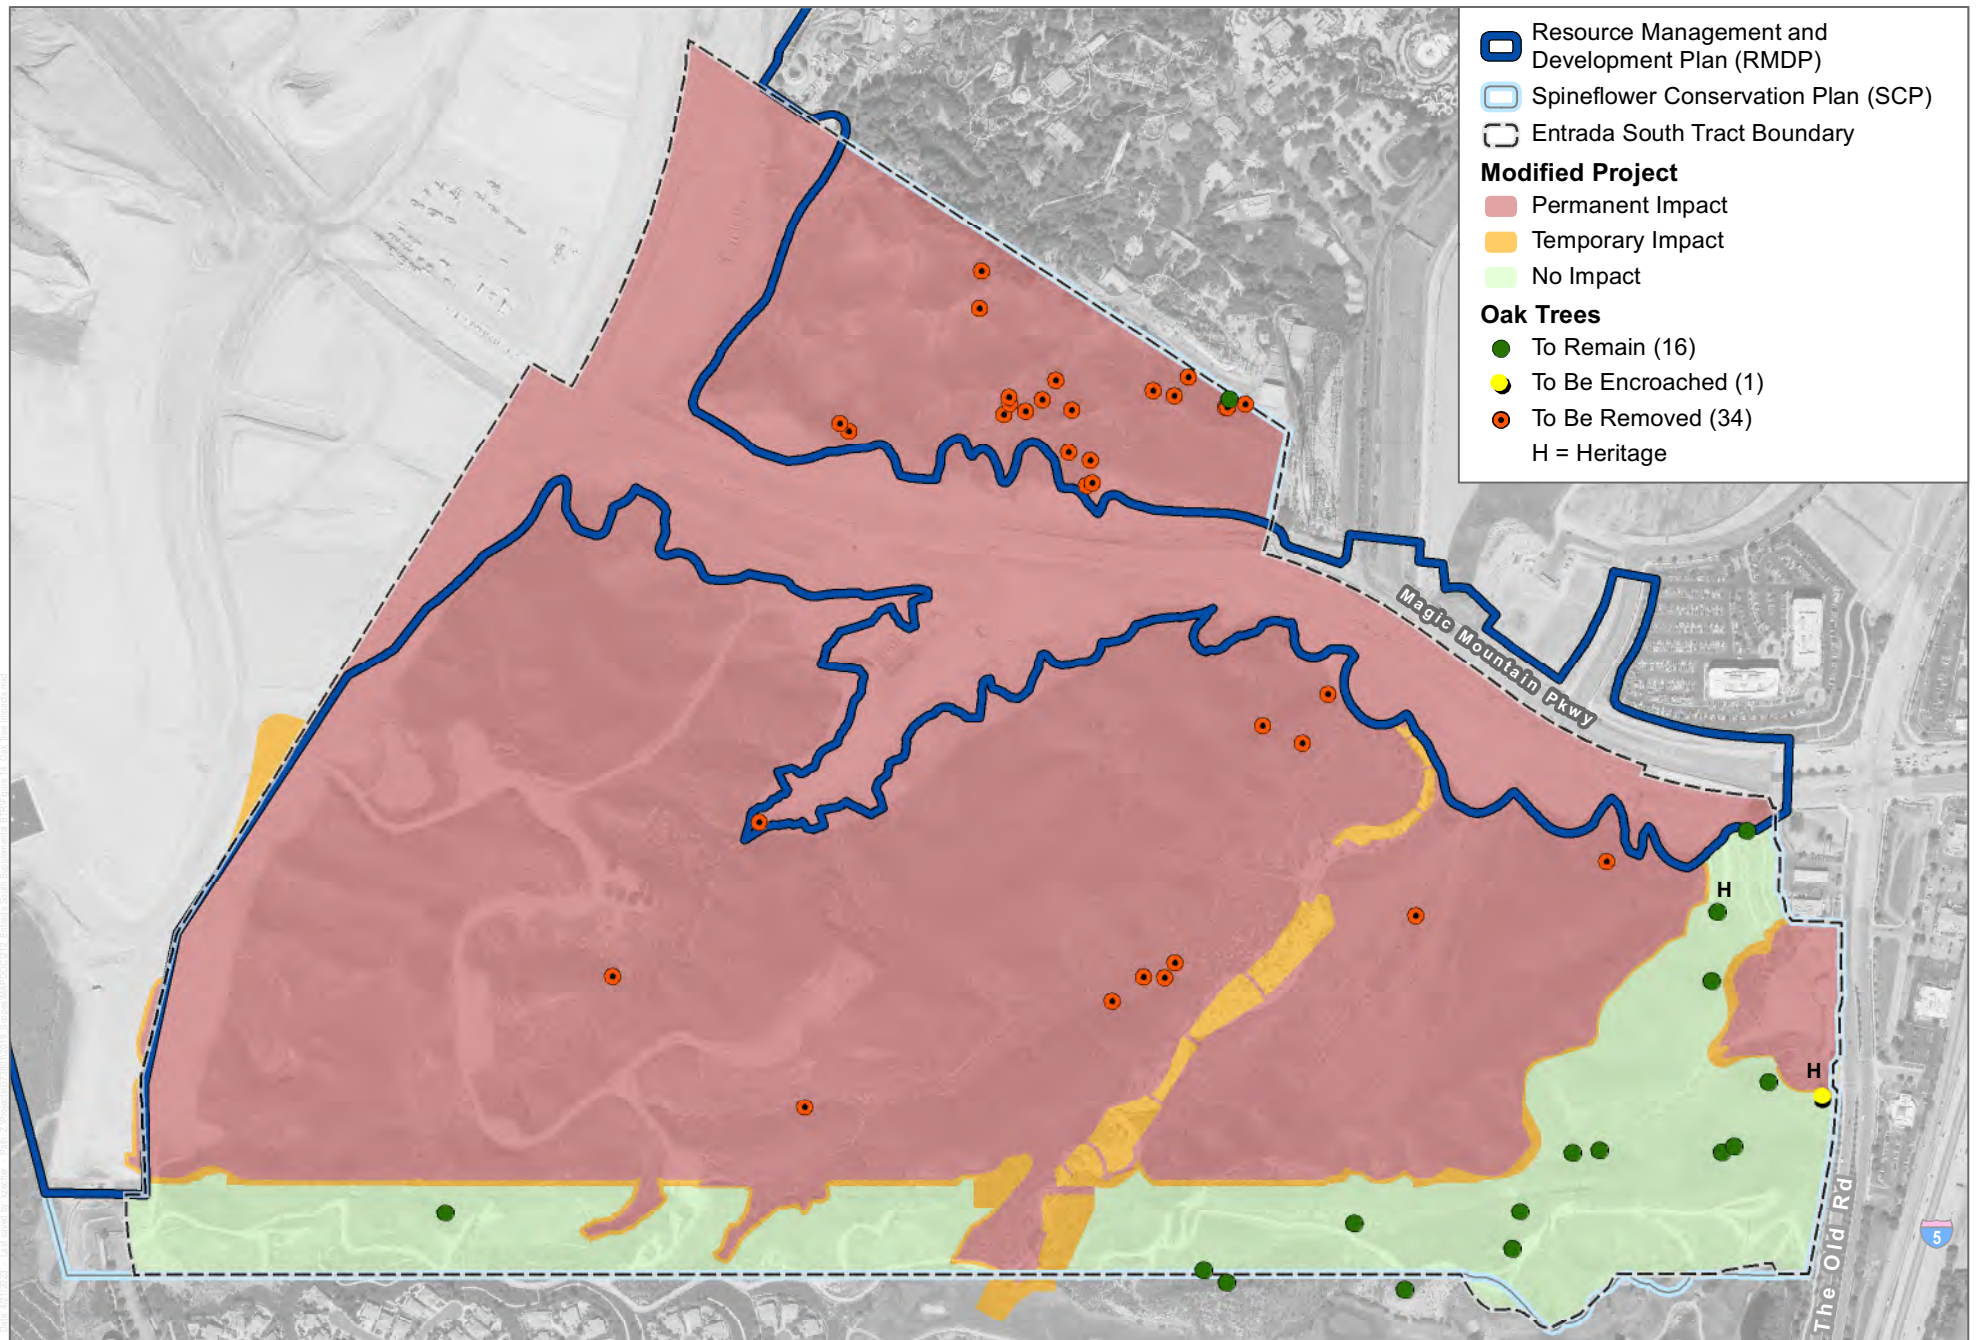 Resource Management and
Development Plan (RMDP)
Spineflower Conservation Plan (SCP)
Entrada South Tract Boundary
Modified Project
Permanent Impact
Temporary Impact
No Impact
Oak Trees
To Remain (16)
To Be Encroached (1)
To Be Removed (34)
H = Heritage
Magic Mountain Pkwy
H
H
The Old Rd
5